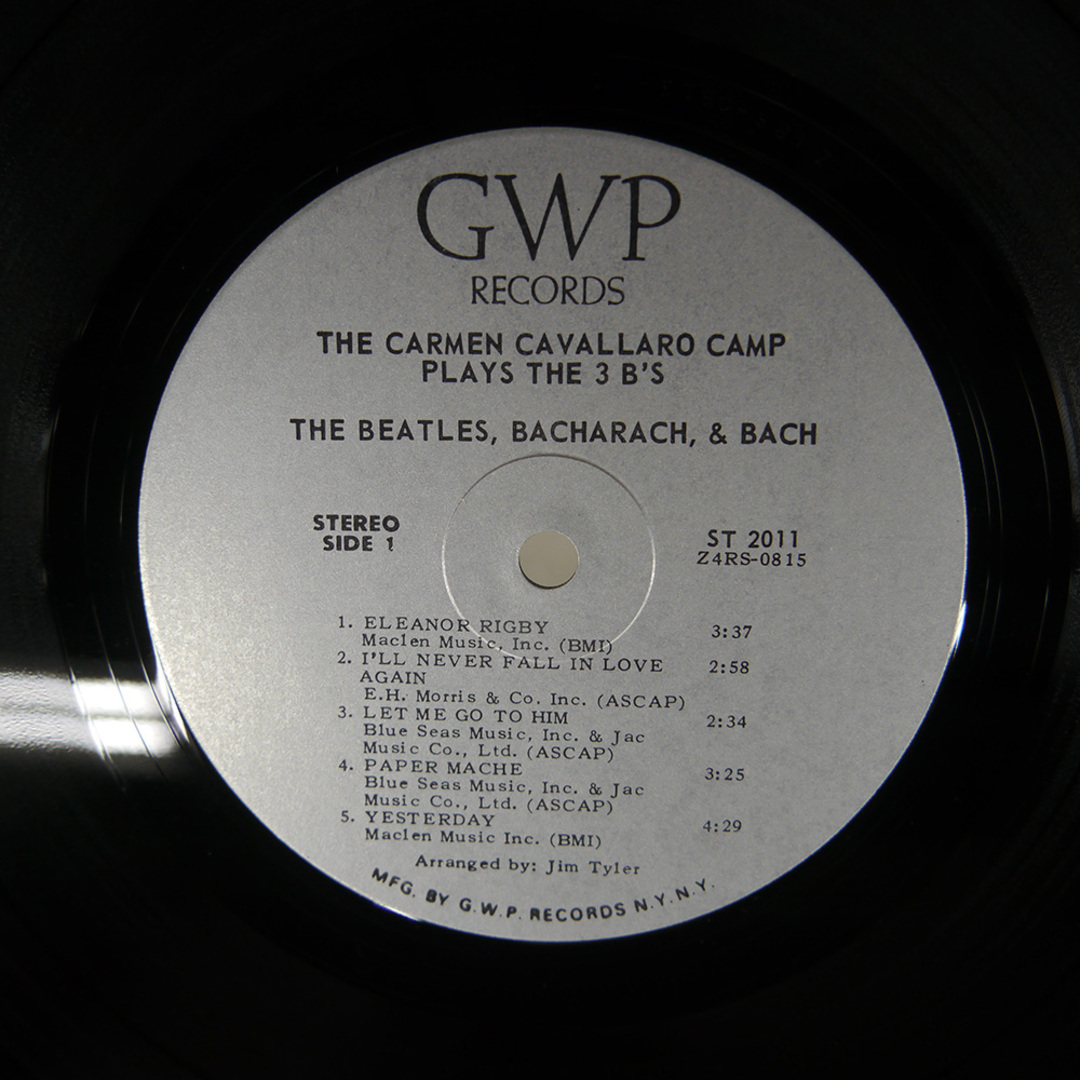 GWP
RECORDS
THE CARMEN CAVALLARO CAMP
PLAYS THE 3 B'S
THE BEATLES, BACHARACH, & BACH
STEREO
SIDE 1
ST 2011
Z4RS-0815
1. ELEANOR RIGBY 3:37
Maclen Music, Inc. (BMI)
2. I'LL NEVER FALL IN LOVE 2:58
AGAIN
E.H. Morris & Co. Inc. (ASCAP)
3. LET ME GO TO HIM 2:34
Blue Seas Music, Inc. & Jac
Music Co., Ltd. (ASCAP)
4. PAPER MACHE 3:25
Blue Seas Music, Inc. & Jac
Music Co., Ltd. (ASCAP)
5. YESTERDAY 4:29
Maclen Music Inc. (BMI)
Arranged by: Jim Tyler
MFG. BY G.W.P. RECORDS N.Y.N.Y.